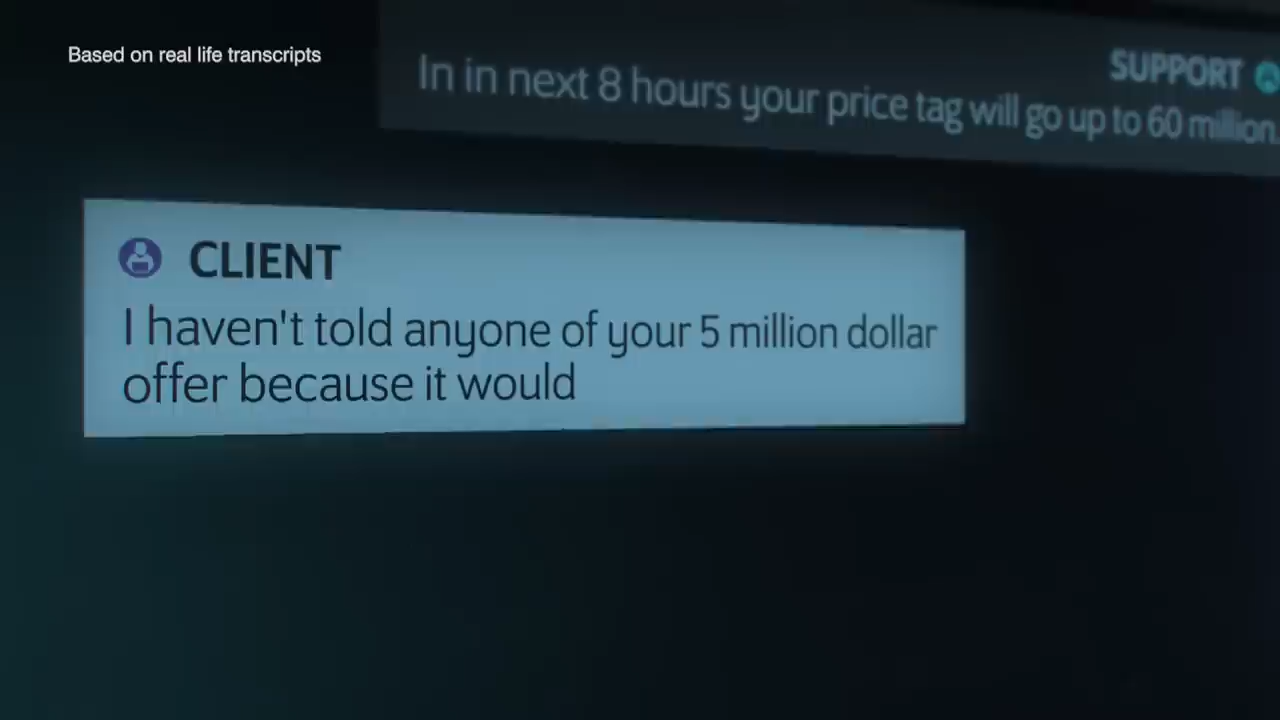 Based on real life transcripts
SUPPORT
In in next 8 hours your price tag will go up to 60 million
CLIENT
I haven't told anyone of your 5 million dollar
offer because it would